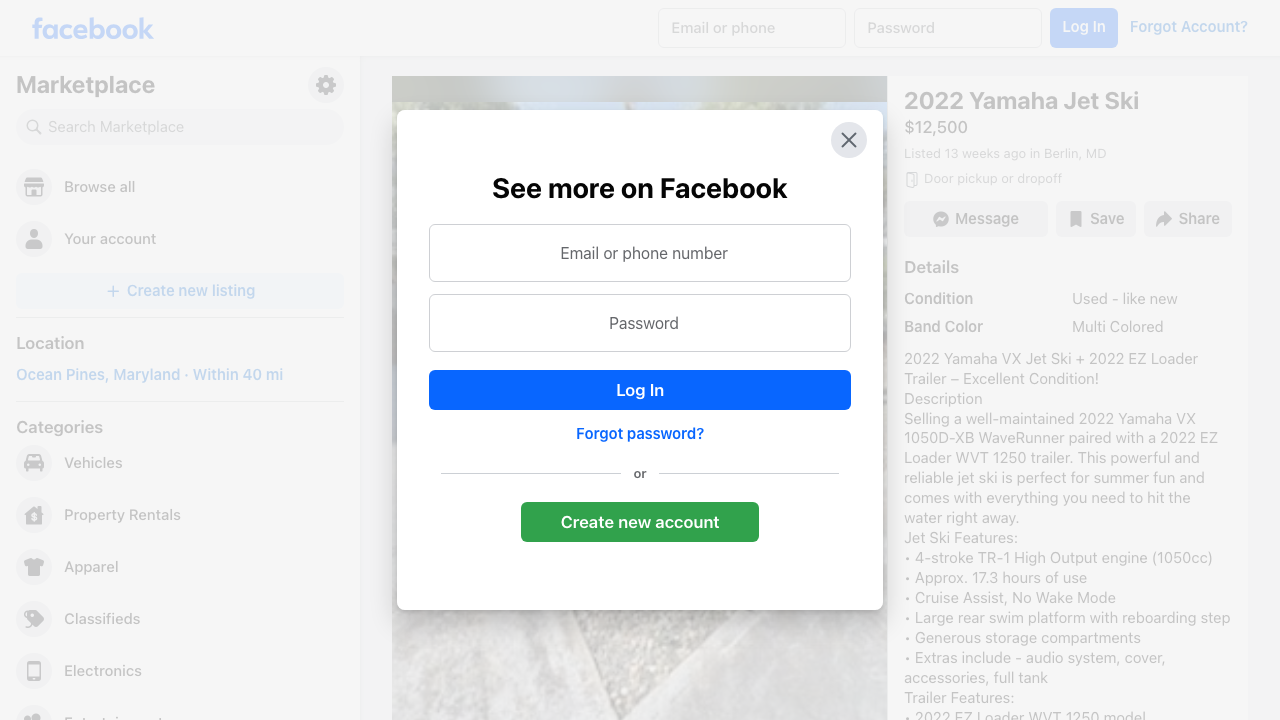 facebook
Email or phone
Password
Log In
Forgot Account?
Marketplace
Search Marketplace
Browse all
Your account
+ Create new listing
Location
Ocean Pines, Maryland · Within 40 mi
Categories
Vehicles
Property Rentals
Apparel
Classifieds
Electronics
See more on Facebook
Email or phone number
Password
Log In
Forgot password?
or
Create new account
2022 Yamaha Jet Ski
$12,500
Listed 13 weeks ago in Berlin, MD
Door pickup or dropoff
Message
Save
Share
Details
Condition Used - like new
Band Color Multi Colored
2022 Yamaha VX Jet Ski + 2022 EZ Loader
Trailer – Excellent Condition!
Description
Selling a well-maintained 2022 Yamaha VX
1050D-XB WaveRunner paired with a 2022 EZ
Loader WVT 1250 trailer. This powerful and
reliable jet ski is perfect for summer fun and
comes with everything you need to hit the
water right away.
Jet Ski Features:
• 4-stroke TR-1 High Output engine (1050cc)
• Approx. 17.3 hours of use
• Cruise Assist, No Wake Mode
• Large rear swim platform with reboarding step
• Generous storage compartments
• Extras include - audio system, cover,
accessories, full tank
Trailer Features:
• 2022 EZ Loader WVT 1250 model